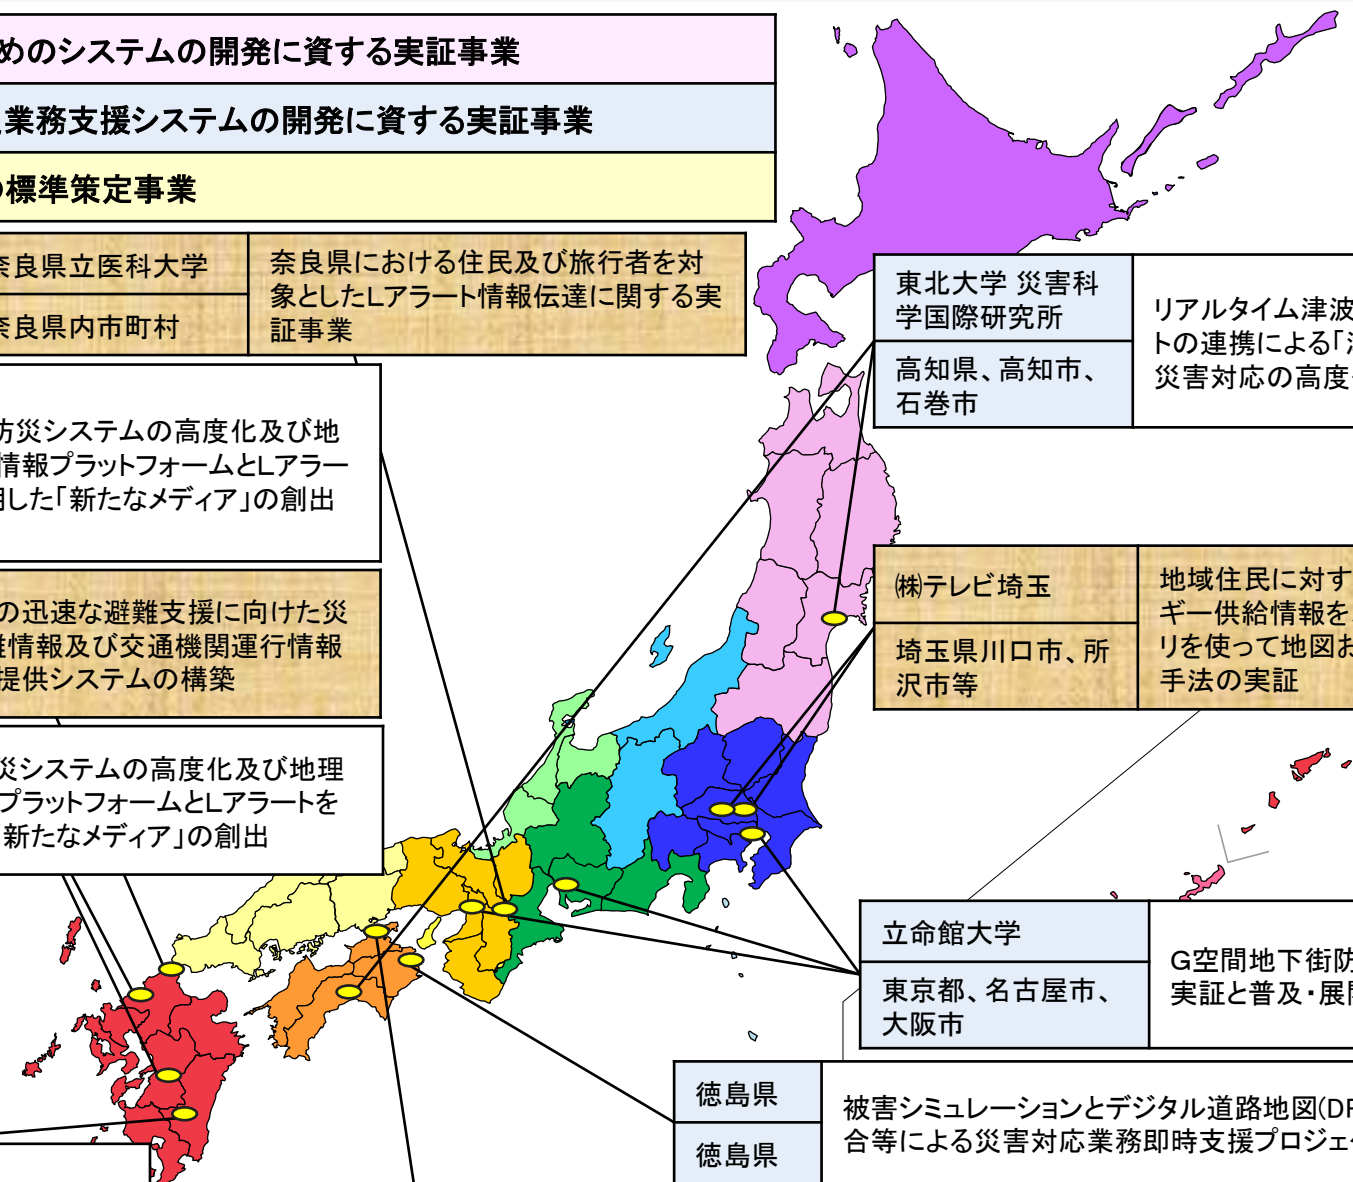 めのシステムの開発に資する実証事業
業務支援システムの開発に資する実証事業
の標準策定事業
奈良県立医科大学
奈良県内市町村
奈良県における住民及び旅行者を対
象としたLアラート情報伝達に関する実
証事業
東北大学 災害科
学国際研究所
高知県、高知市、
石巻市
リアルタイム津波
トの連携による「津
災害対応の高度
防災システムの高度化及び地
情報プラットフォームとLアラー
用した「新たなメディア」の創出
㈱テレビ埼玉
埼玉県川口市、所
沢市等
地域住民に対す
ギー供給情報を
リを使って地図お
手法の実証
の迅速な避難支援に向けた災
難情報及び交通機関運行情報
提供システムの構築
災システムの高度化及び地理
プラットフォームとLアラートを
新たなメディア」の創出
立命館大学
東京都、名古屋市、
大阪市
G空間地下街防
実証と普及・展開
徳島県
徳島県
被害シミュレーションとデジタル道路地図(DR
合等による災害対応業務即時支援プロジェク